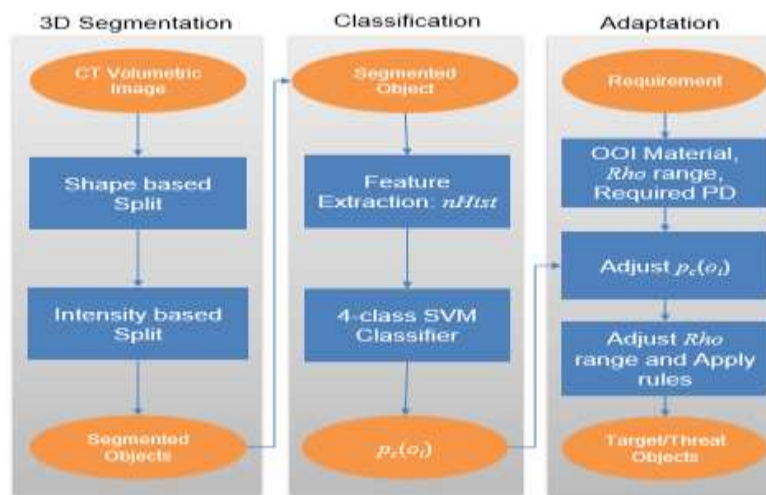 3D Segmentation
CT Volumetric
Image
Shape based
Split
Intensity based
Split
Segmented
Objects
Classification
Segmented
Object
Feature
Extraction: nHist
4-class SVM
Classifier
pc(oi)
Adaptation
Requirement
OOI Material,
Rho range,
Required PD
Adjust pc(oi)
Adjust Rho
range and Apply
rules
Target/Threat
Objects